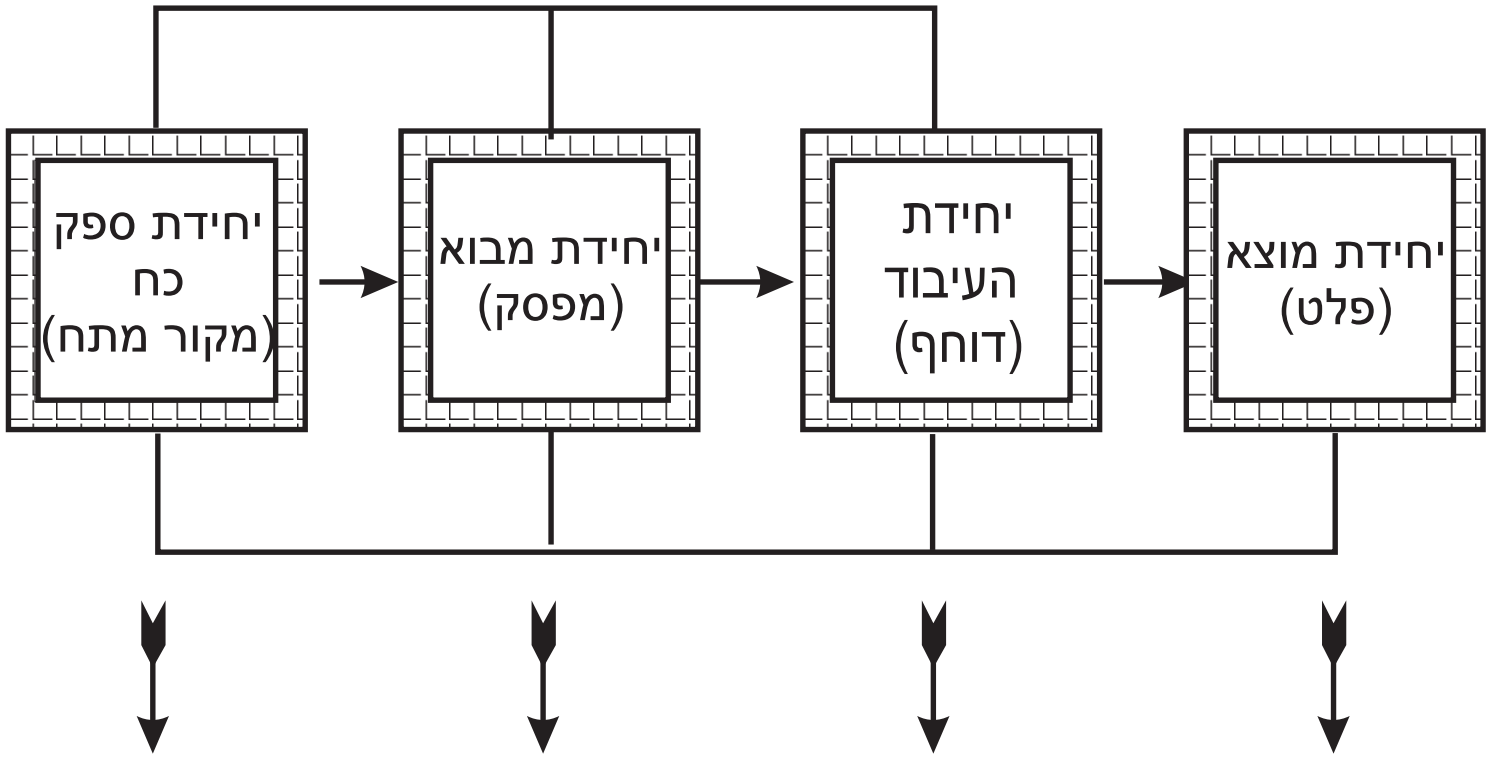 יחידת ספק
כח
(מקור מתח)
יחידת מבוא
(מפסק)
יחידת
העיבוד
(דוחף)
יחידת מוצא
(פלט)